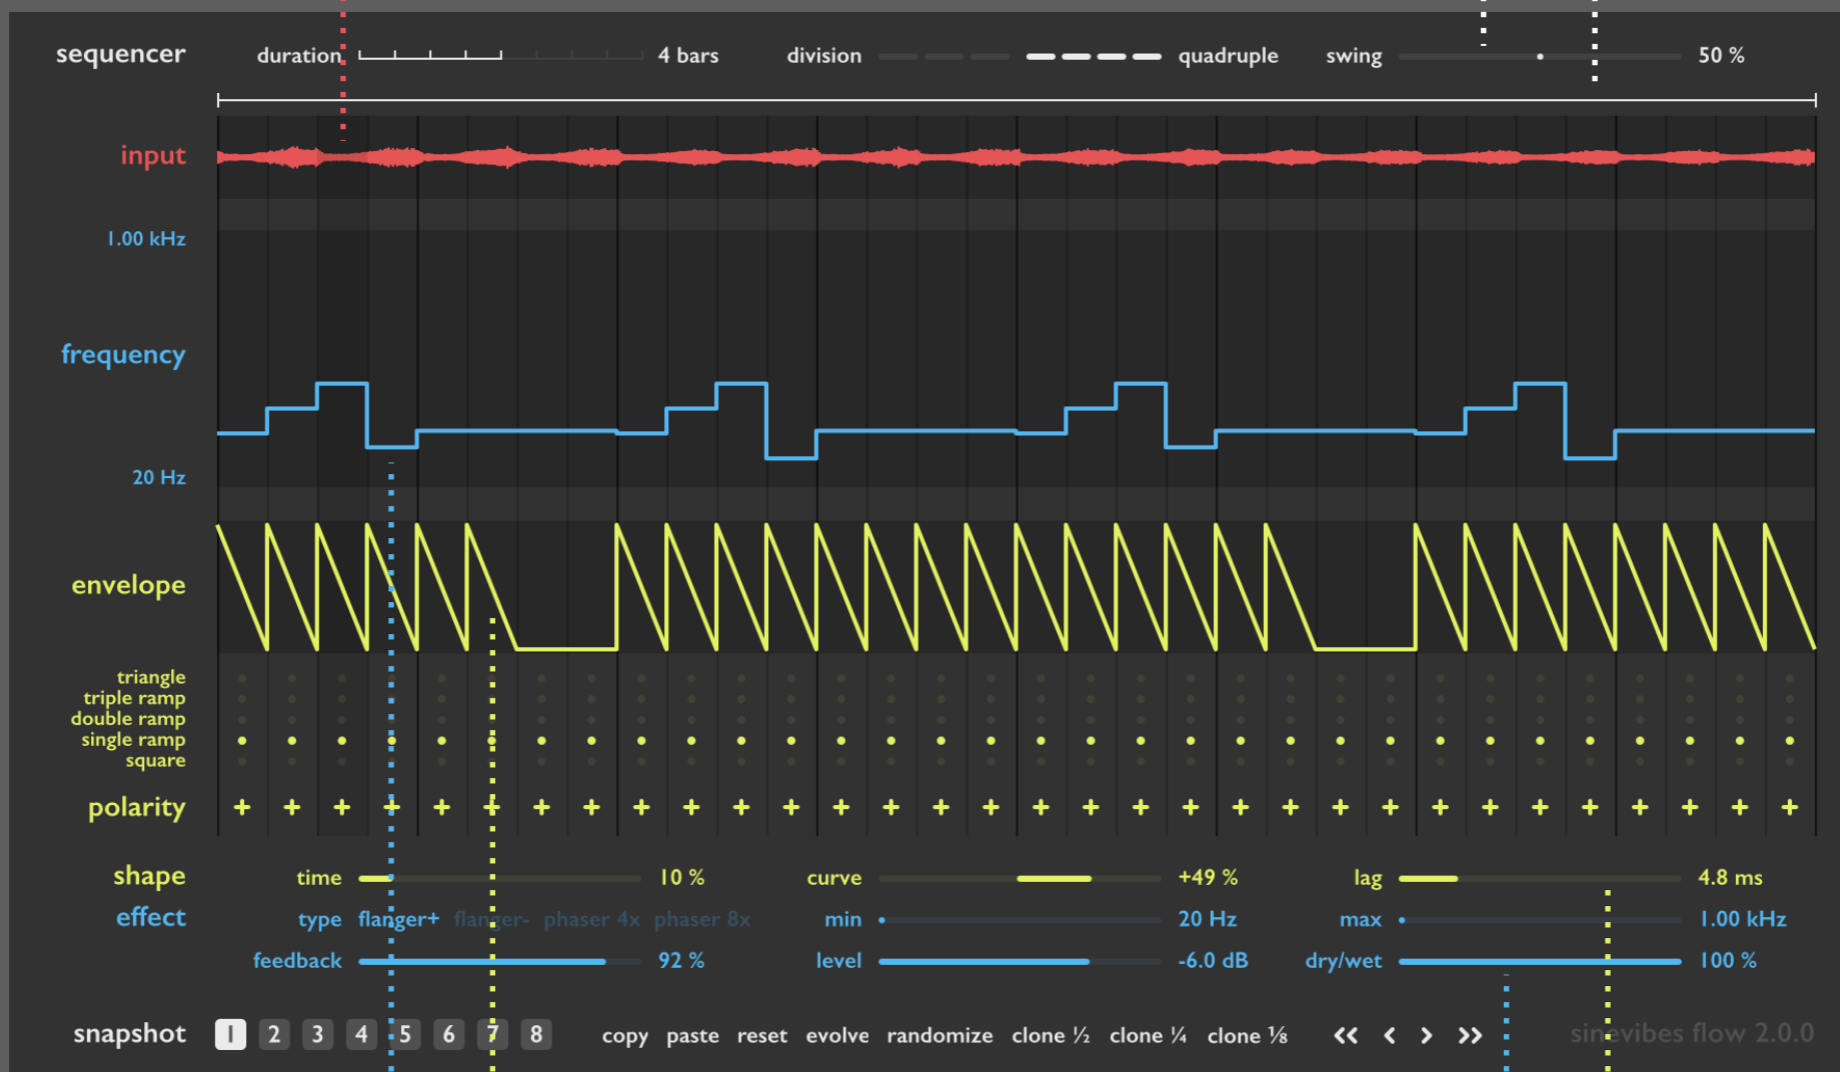 sequencer duration 4 bars division quadruple swing 50 %
input
1.00 kHz
frequency
20 Hz
envelope
triangle
triple ramp
double ramp
single ramp
square
polarity + + + + + + + + + + + + + + + + + + + + + + + + + + + + + + + +
shape time 10 % curve +49 % lag 4.8 ms
effect type flanger+ flanger- phaser 4x phaser 8x min 20 Hz max 1.00 kHz
feedback 92 % level -6.0 dB dry/wet 100 %
snapshot 1 2 3 4 5 6 7 8 copy paste reset evolve randomize clone ½ clone ¼ clone ⅛ << < > >> sinevibes flow 2.0.0